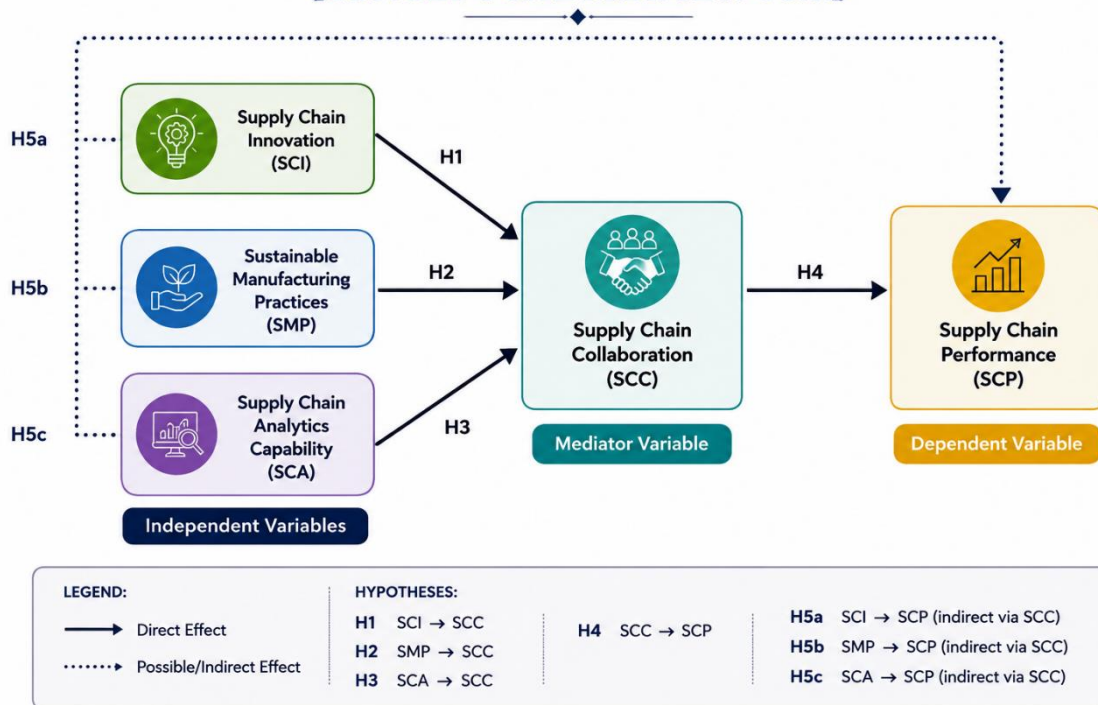 H5a
Supply Chain
Innovation
(SCI)
H1
H5b
Sustainable
Manufacturing
Practices
(SMP)
H2
Supply Chain
Collaboration
(SCC)
H4
Supply Chain
Performance
(SCP)
H5c
Supply Chain
Analytics
Capability
(SCA)
H3
Mediator Variable
Dependent Variable
Independent Variables
LEGEND:
Direct Effect
Possible/Indirect Effect
HYPOTHESES:
H1 SCI → SCC
H2 SMP → SCC
H3 SCA → SCC
H4 SCC → SCP
H5a SCI → SCP (indirect via SCC)
H5b SMP → SCP (indirect via SCC)
H5c SCA → SCP (indirect via SCC)